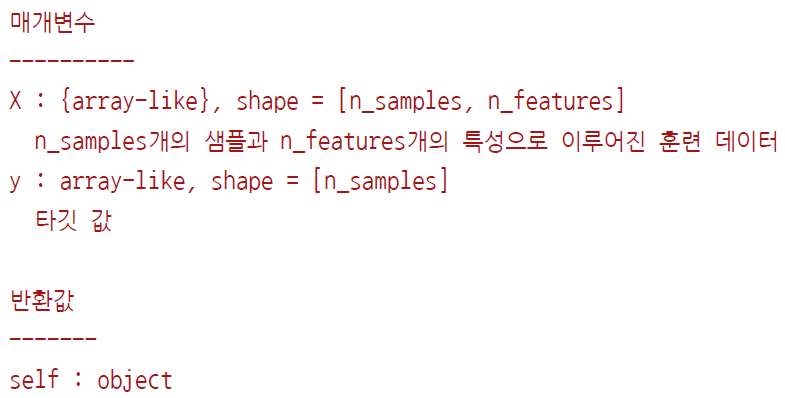 매개변수
----------
X : {array-like}, shape = [n_samples, n_features]
n_samples개의 샘플과 n_features개의 특성으로 이루어진 훈련 데이터
y : array-like, shape = [n_samples]
타깃 값
반환값
-------
self : object